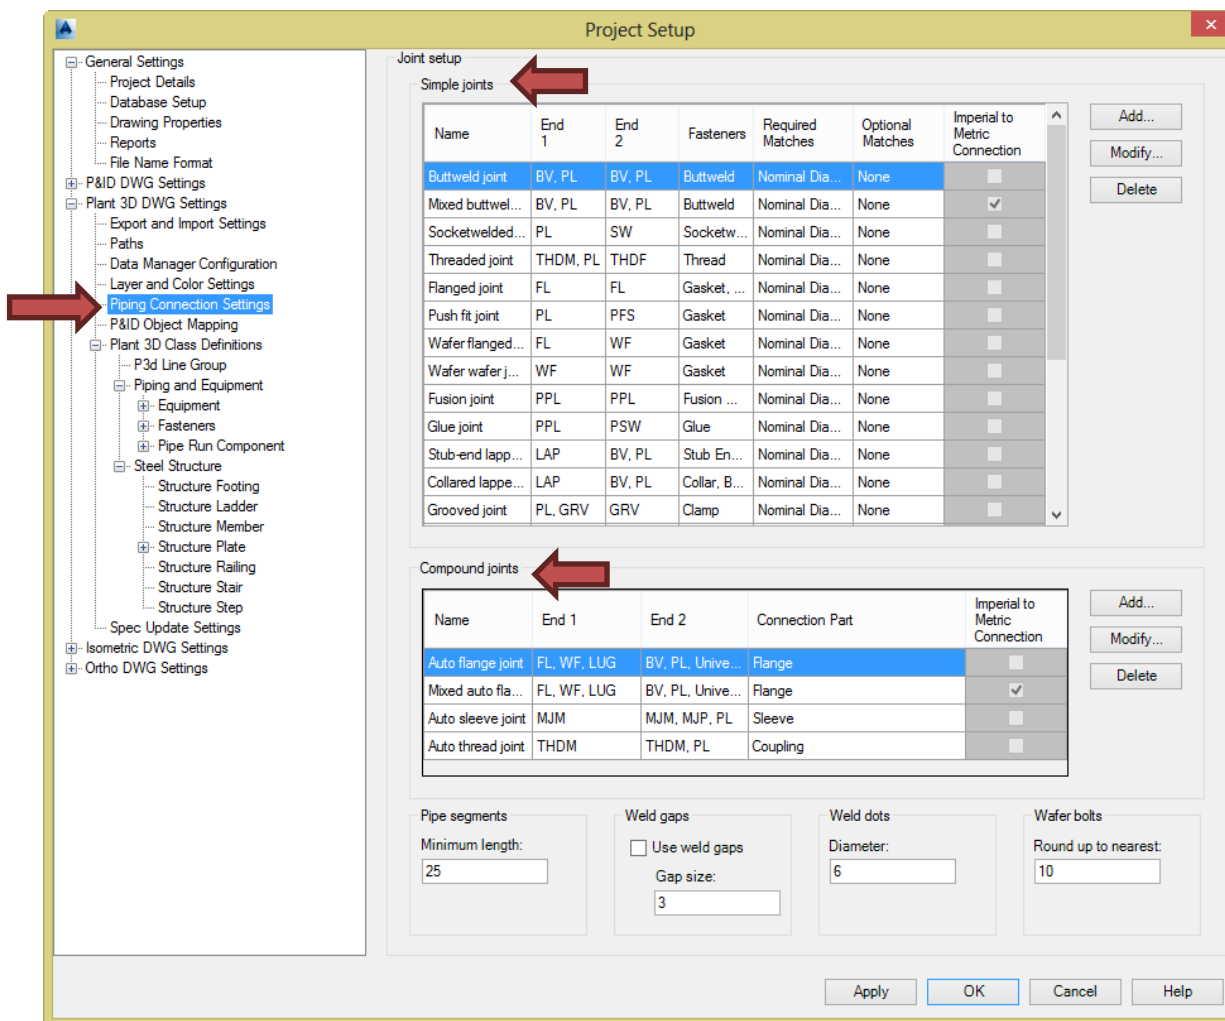 Project Setup
General Settings
Project Details
Database Setup
Drawing Properties
Reports
File Name Format
P&ID DWG Settings
Plant 3D DWG Settings
Export and Import Settings
Paths
Data Manager Configuration
Layer and Color Settings
Piping Connection Settings
P&ID Object Mapping
Plant 3D Class Definitions
P3d Line Group
Piping and Equipment
Equipment
Fasteners
Pipe Run Component
Steel Structure
Structure Footing
Structure Ladder
Structure Member
Structure Plate
Structure Railing
Structure Stair
Structure Step
Spec Update Settings
Isometric DWG Settings
Ortho DWG Settings
Joint setup
Simple joints
Name End 1 End 2 Fasteners Required Matches Optional Matches Imperial to Metric Connection
Buttweld joint BV, PL BV, PL Buttweld Nominal Dia... None
Mixed buttwel... BV, PL BV, PL Buttweld Nominal Dia... None
Socketwelded... PL SW Socketw... Nominal Dia... None
Threaded joint THDM, PL THDF Thread Nominal Dia... None
Flanged joint FL FL Gasket, ... Nominal Dia... None
Push fit joint PL PFS Gasket Nominal Dia... None
Wafer flanged... FL WF Gasket Nominal Dia... None
Wafer wafer j... WF WF Gasket Nominal Dia... None
Fusion joint PPL PPL Fusion ... Nominal Dia... None
Glue joint PPL PSW Glue Nominal Dia... None
Stub-end lapp... LAP BV, PL Stub En... Nominal Dia... None
Collared lappe... LAP BV, PL Collar, B... Nominal Dia... None
Grooved joint PL, GRV GRV Clamp Nominal Dia... None
Add...
Modify...
Delete
Compound joints
Name End 1 End 2 Connection Part Imperial to Metric Connection
Auto flange joint FL, WF, LUG BV, PL, Unive... Flange
Mixed auto fla... FL, WF, LUG BV, PL, Unive... Flange
Auto sleeve joint MJM MJM, MJP, PL Sleeve
Auto thread joint THDM THDM, PL Coupling
Add...
Modify...
Delete
Pipe segments
Minimum length:
25
Weld gaps
Use weld gaps
Gap size:
3
Weld dots
Diameter:
6
Wafer bolts
Round up to nearest:
10
Apply OK Cancel Help